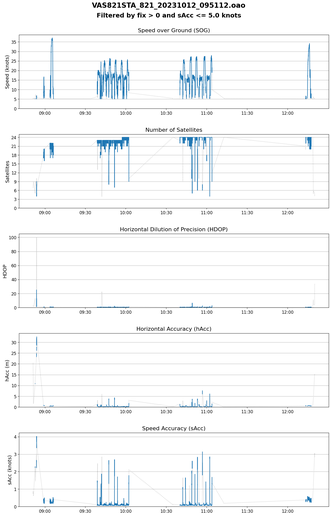 VAS821STA_821_20231012_095112.oao
Filtered by fix > 0 and sAcc <= 5.0 knots
Speed over Ground (SOG)
Speed (knots)
35
30
25
20
15
10
5
0
09:00 09:30 10:00 10:30 11:00 11:30 12:00
Number of Satellites
Satellites
24
21
18
15
12
9
6
3
0
09:00 09:30 10:00 10:30 11:00 11:30 12:00
Horizontal Dilution of Precision (HDOP)
HDOP
100
80
60
40
20
0
09:00 09:30 10:00 10:30 11:00 11:30 12:00
Horizontal Accuracy (hAcc)
hAcc (m)
30
25
20
15
10
5
0
09:00 09:30 10:00 10:30 11:00 11:30 12:00
Speed Accuracy (sAcc)
sAcc (knots)
4
3
2
1
0
09:00 09:30 10:00 10:30 11:00 11:30 12:00